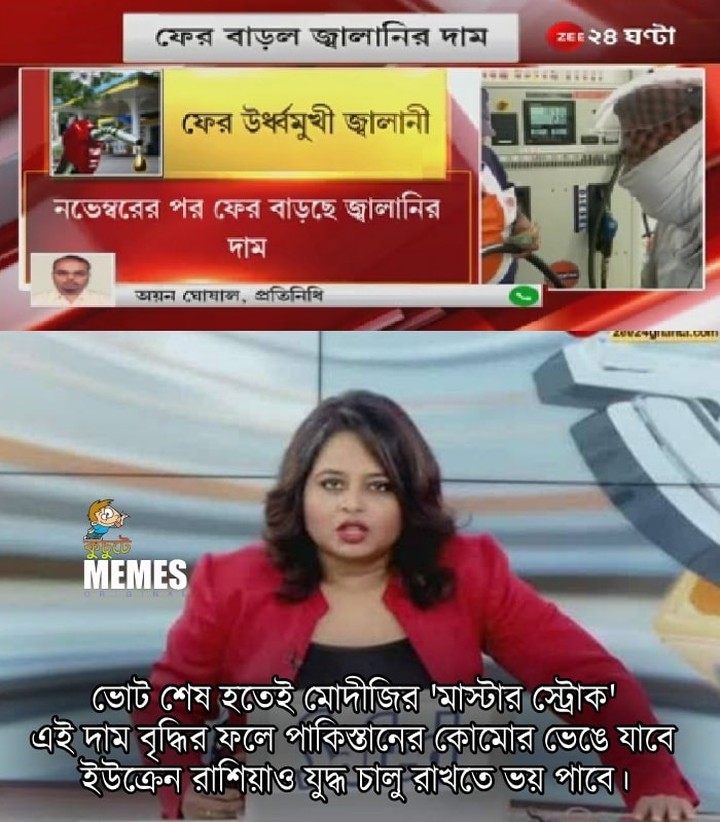 ফের বাড়ল জ্বালানির দাম
ZEE ২৪ ঘণ্টা
ফের উর্ধ্বমুখী জ্বালানী
নভেম্বরের পর ফের বাড়ছে জ্বালানির
দাম
অয়ন ঘোষাল, প্রতিনিধি
zee24ghanta.com
কুচুটে
MEMES
ORIGINAL
ভোট শেষ হতেই মোদীজির 'মাস্টার স্ট্রোক'
এই দাম বৃদ্ধির ফলে পাকিস্তানের কোমোর ভেঙে যাবে
ইউক্রেন রাশিয়াও যুদ্ধ চালু রাখতে ভয় পাবে।